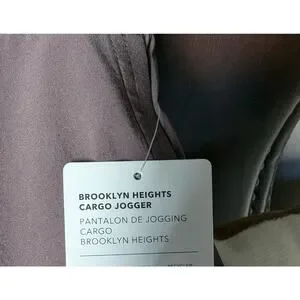 BROOKLYN HEIGHTS
CARGO JOGGER
PANTALON DE JOGGING
CARGO
BROOKLYN HEIGHTS